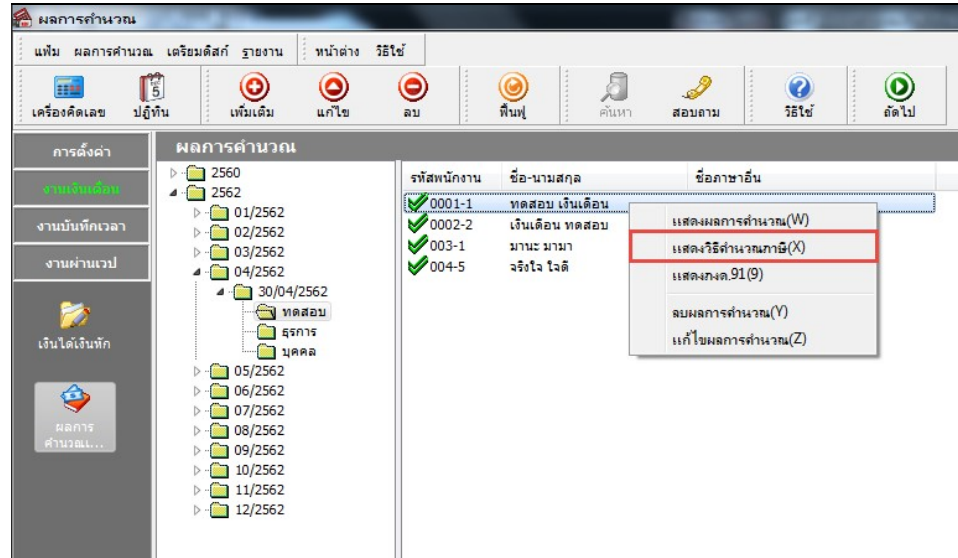 ผลการคำนวณ
แฟ้ม ผลการคำนวณ เตรียมดิสก์ รายงาน หน้าต่าง วิธีใช้
เครื่องคิดเลข ปฏิทิน เพิ่มเติม แก้ไข ลบ ฟื้นฟู ค้นหา สอบถาม วิธีใช้ ถัดไป
การตั้งค่า
งานเงินเดือน
งานบันทึกเวลา
งานผ่านเวป
เงินได้เงินหัก
ผลการ
คำนวณเ...
ผลการคำนวณ
2560
2562
01/2562
02/2562
03/2562
04/2562
30/04/2562
ทดสอบ
ธุรการ
บุคคล
05/2562
06/2562
07/2562
08/2562
09/2562
10/2562
11/2562
12/2562
รหัสพนักงาน ชื่อ-นามสกุล ชื่อภาษาอื่น
0001-1 ทดสอบ เงินเดือน
0002-2 เงินเดือน ทดสอบ
003-1 มานะ มามา
004-5 จริงใจ ใจดี
แสดงผลการคำนวณ(W)
แสดงวิธีคำนวณภาษี(X)
แสดงภงด.91(9)
ลบผลการคำนวณ(Y)
แก้ไขผลการคำนวณ(Z)